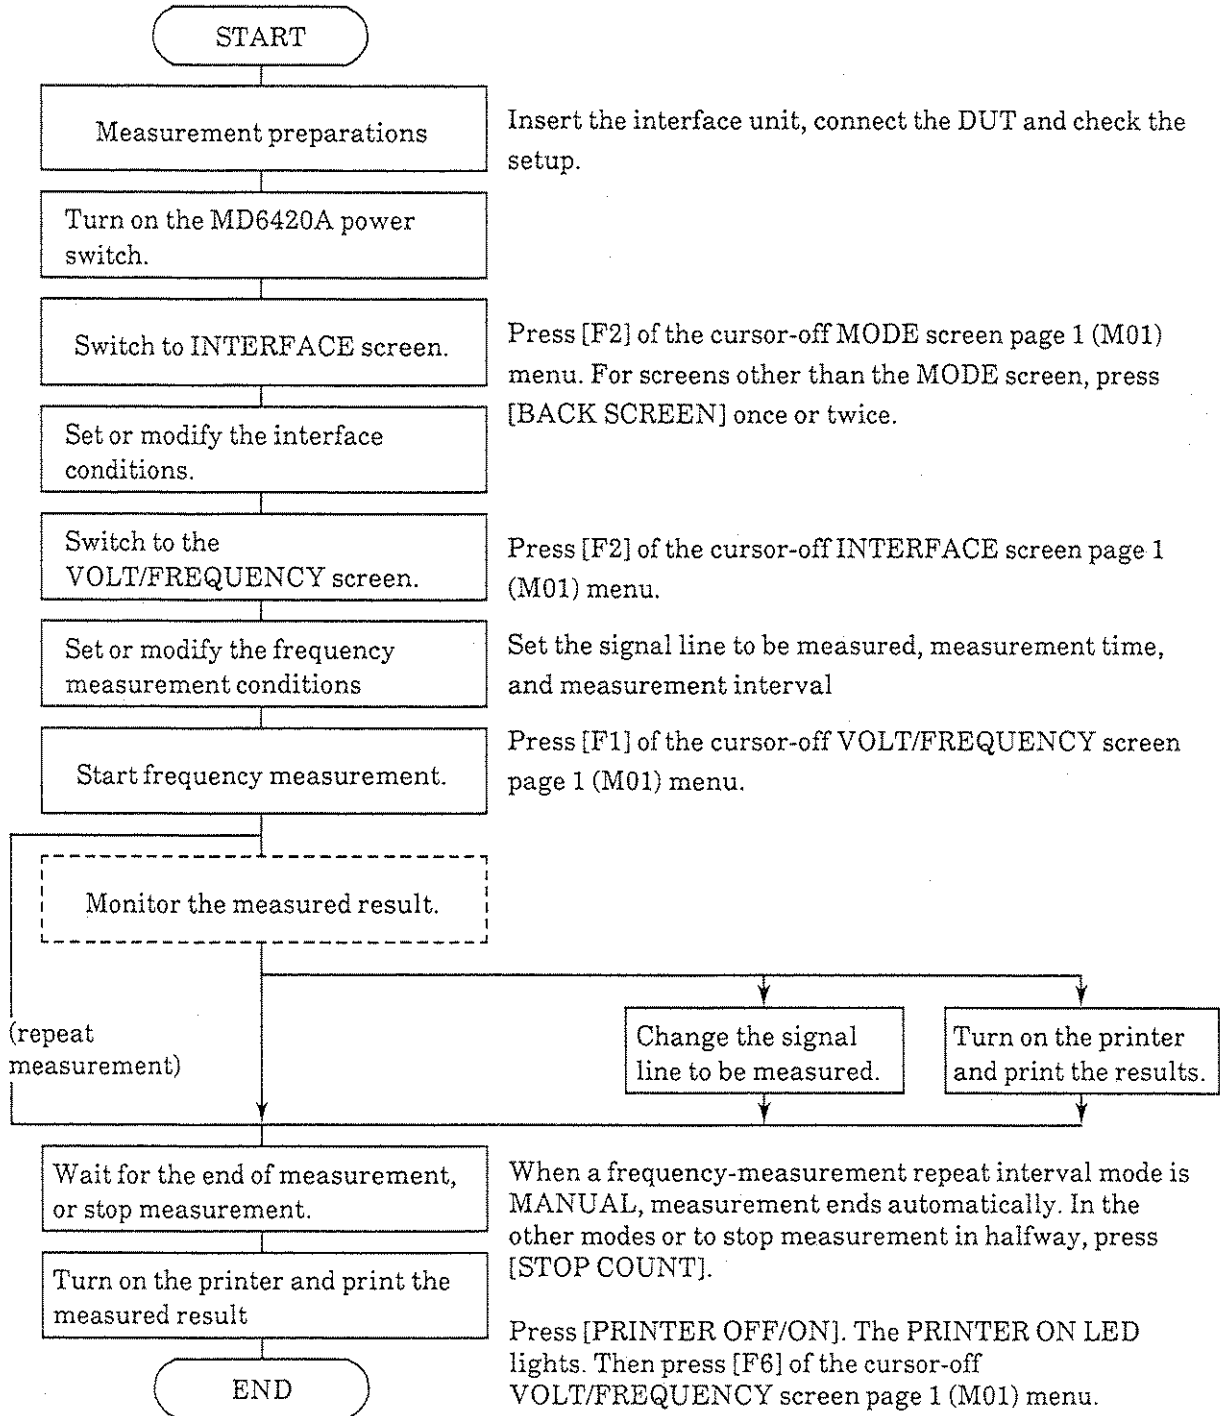 START
Measurement preparations
Insert the interface unit, connect the DUT and check the
setup.
Turn on the MD6420A power
switch.
Switch to INTERFACE screen.
Press [F2] of the cursor-off MODE screen page 1 (M01)
menu. For screens other than the MODE screen, press
[BACK SCREEN] once or twice.
Set or modify the interface
conditions.
Switch to the
VOLT/FREQUENCY screen.
Press [F2] of the cursor-off INTERFACE screen page 1
(M01) menu.
Set or modify the frequency
measurement conditions
Set the signal line to be measured, measurement time,
and measurement interval
Start frequency measurement.
Press [F1] of the cursor-off VOLT/FREQUENCY screen
page 1 (M01) menu.
Monitor the measured result.
(repeat
measurement)
Change the signal
line to be measured.
Turn on the printer
and print the results.
Wait for the end of measurement,
or stop measurement.
When a frequency-measurement repeat interval mode is
MANUAL, measurement ends automatically. In the
other modes or to stop measurement in halfway, press
[STOP COUNT].
Turn on the printer and print the
measured result
Press [PRINTER OFF/ON]. The PRINTER ON LED
lights. Then press [F6] of the cursor-off
VOLT/FREQUENCY screen page 1 (M01) menu.
END